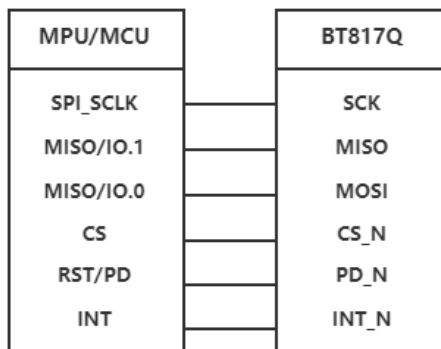 MPU/MCU BT817Q
SPI_SCLK SCK
MISO/IO.1 MISO
MISO/IO.0 MOSI
CS CS_N
RST/PD PD_N
INT INT_N